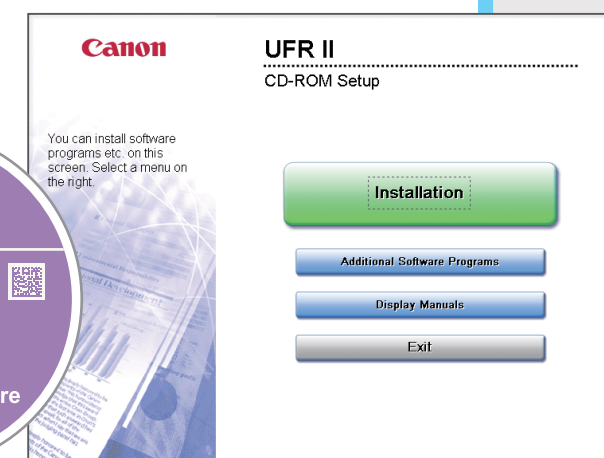 Canon
UFR II
CD-ROM Setup
You can install software
programs etc. on this
screen. Select a menu on
the right.
Installation
Additional Software Programs
Display Manuals
Exit
re